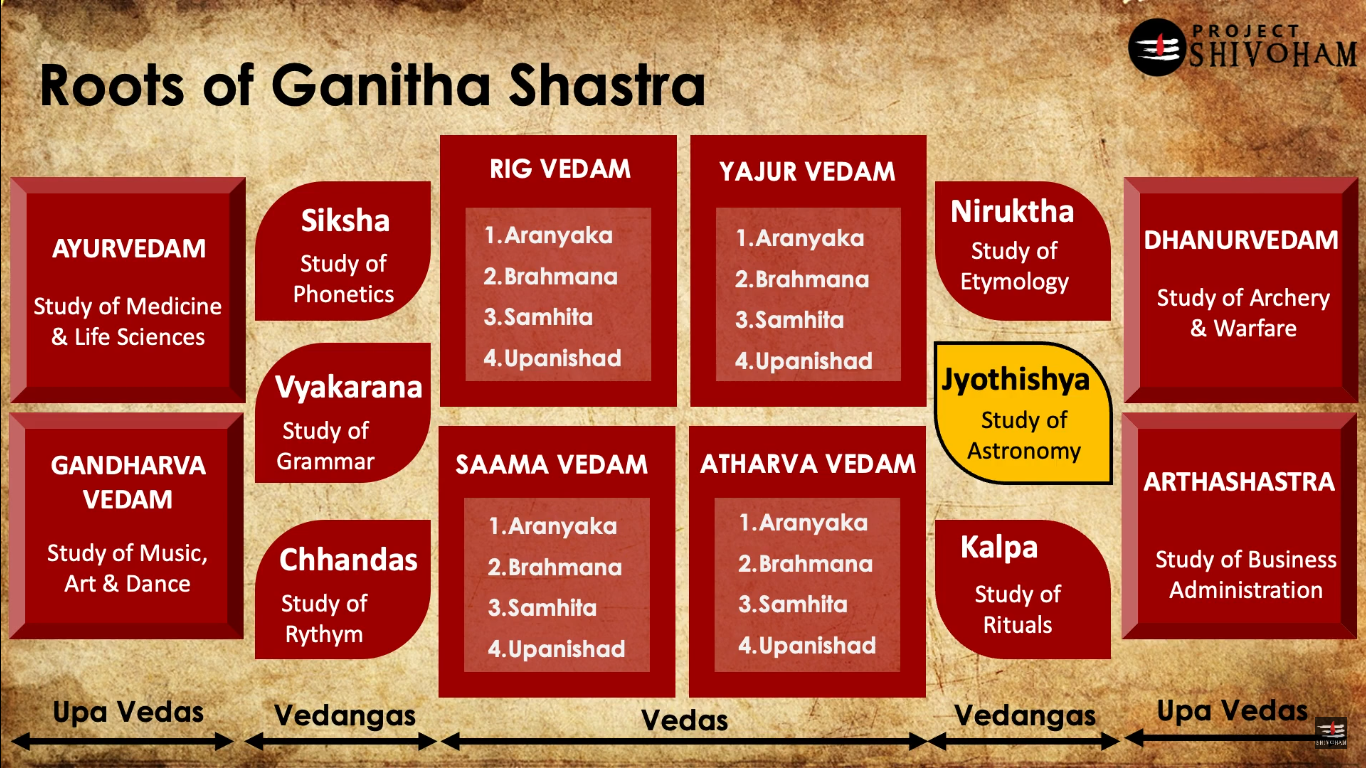 PROJECT
SHIVOHAM
Roots of Ganitha Shastra
AYURVEDAM
Study of Medicine
& Life Sciences
GANDHARVA
VEDAM
Study of Music,
Art & Dance
Siksha
Study of
Phonetics
Vyakarana
Study of
Grammar
Chhandas
Study of
Rythym
RIG VEDAM
1.Aranyaka
2.Brahmana
3.Samhita
4.Upanishad
YAJUR VEDAM
1.Aranyaka
2.Brahmana
3.Samhita
4.Upanishad
SAAMA VEDAM
1.Aranyaka
2.Brahmana
3.Samhita
4.Upanishad
ATHARVA VEDAM
1.Aranyaka
2.Brahmana
3.Samhita
4.Upanishad
Niruktha
Study of
Etymology
Jyothishya
Study of
Astronomy
Kalpa
Study of
Rituals
DHANURVEDAM
Study of Archery
& Warfare
ARTHASHASTRA
Study of Business
Administration
Upa Vedas
Vedangas
Vedas
Vedangas
Upa Vedas
SHIVOHAM